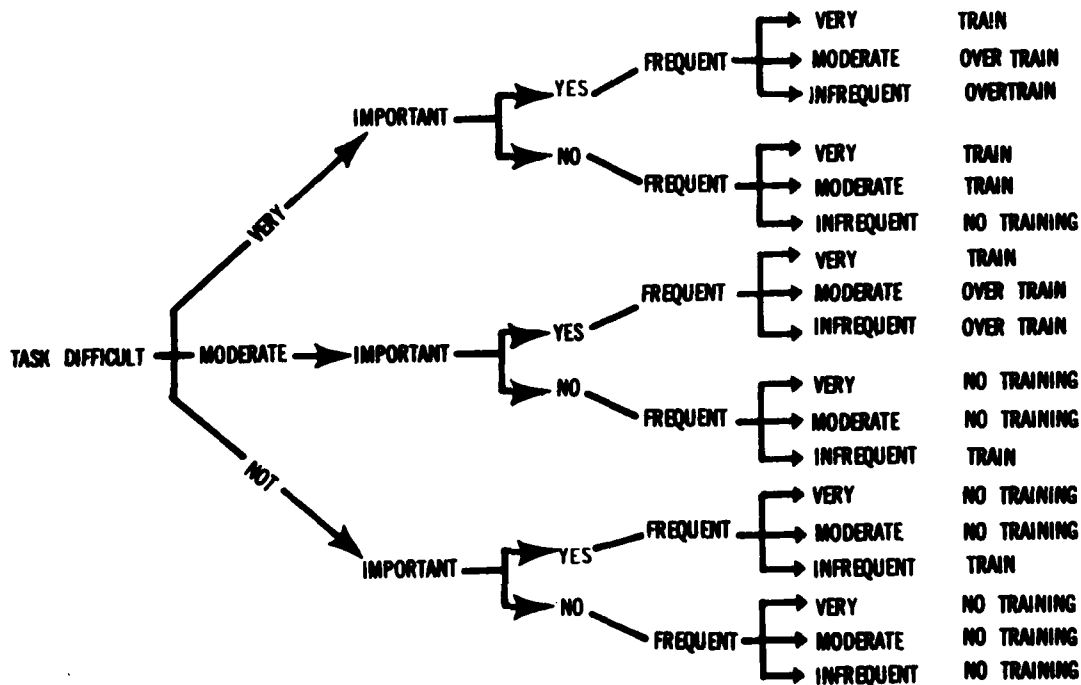 VERY TRAIN
FREQUENT MODERATE OVER TRAIN
YES INFREQUENT OVERTRAIN
IMPORTANT
NO VERY TRAIN
FREQUENT MODERATE TRAIN
INFREQUENT NO TRAINING
VERY
VERY TRAIN
FREQUENT MODERATE OVER TRAIN
YES INFREQUENT OVER TRAIN
TASK DIFFICULT MODERATE IMPORTANT
NO VERY NO TRAINING
FREQUENT MODERATE NO TRAINING
INFREQUENT TRAIN
NOT
VERY NO TRAINING
FREQUENT MODERATE NO TRAINING
YES INFREQUENT TRAIN
IMPORTANT
NO VERY NO TRAINING
FREQUENT MODERATE NO TRAINING
INFREQUENT NO TRAINING